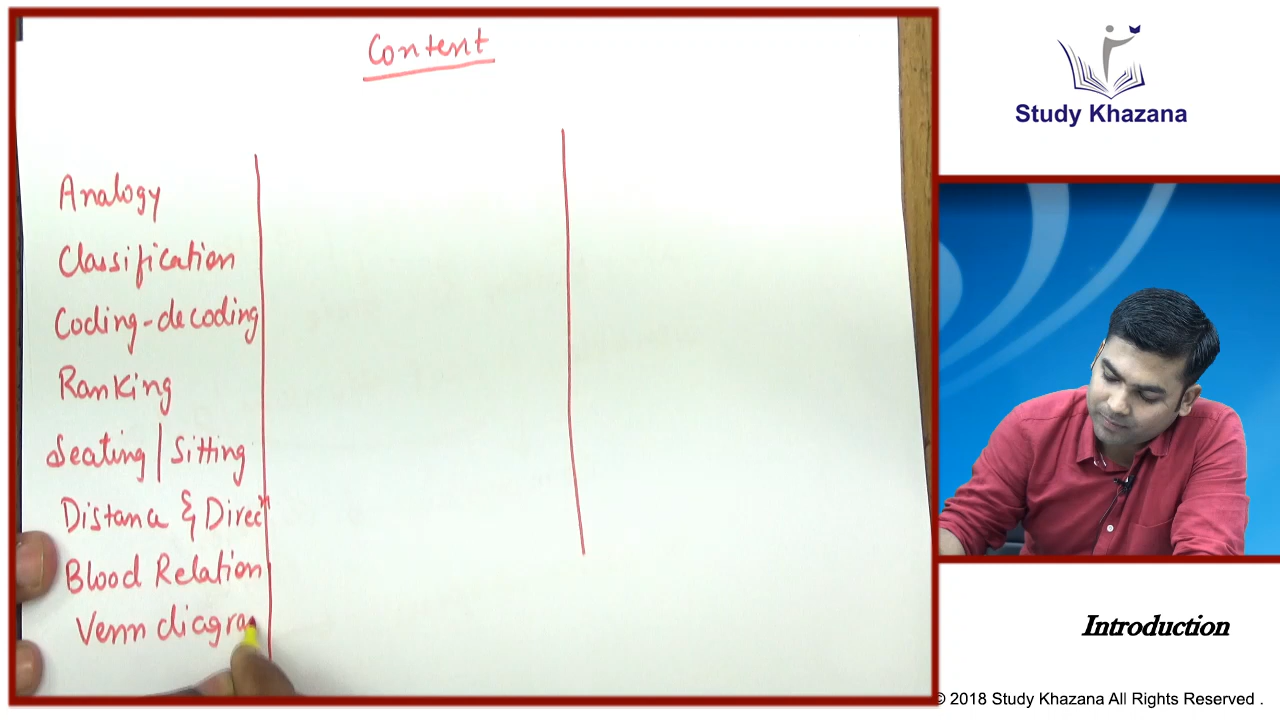 Content
Analogy
Classification
Coding-decoding
Ranking
Seating | Sitting
Distance & Direcⁿ
Blood Relation
Venn diagra
Study Khazana
Introduction
© 2018 Study Khazana All Rights Reserved .